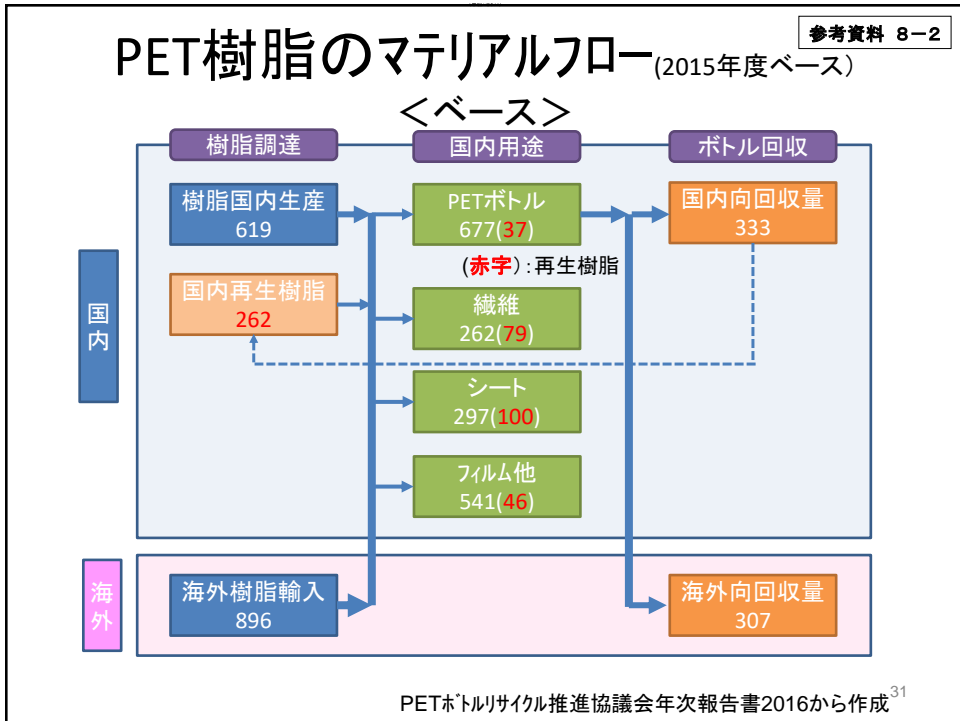 参考資料 8-2
PET樹脂のマテリアルフロー(2015年度ベース)
<ベース>
樹脂調達
国内用途
ボトル回収
国内
樹脂国内生産
619
PETボトル
677(37)
国内向回収量
333
(赤字):再生樹脂
国内再生樹脂
262
繊維
262(79)
シート
297(100)
フィルム他
541(46)
海外
海外樹脂輸入
896
海外向回収量
307
PETボトルリサイクル推進協議会年次報告書2016から作成
31